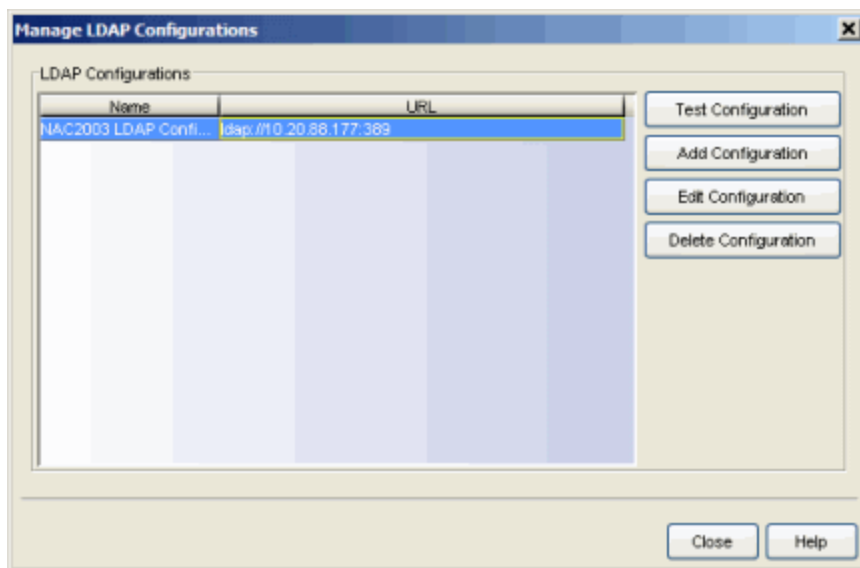 Manage LDAP Configurations
LDAP Configurations
Name URL
NAC2003 LDAP Confi... ldap://10.20.88.177:389
Test Configuration
Add Configuration
Edit Configuration
Delete Configuration
Close Help